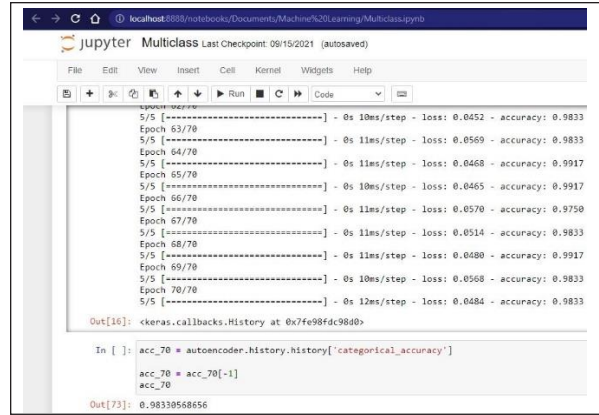 localhost:8888/notebooks/Documents/Machine%20Learning/Multiclass.ipynb
jupyter Multiclass Last Checkpoint: 09/15/2021 (autosaved)
File Edit View Insert Cell Kernel Widgets Help
Run Code
Epoch 62/70
5/5 [==============================] - 0s 10ms/step - loss: 0.0452 - accuracy: 0.9833
Epoch 63/70
5/5 [==============================] - 0s 11ms/step - loss: 0.0569 - accuracy: 0.9833
Epoch 64/70
5/5 [==============================] - 0s 11ms/step - loss: 0.0468 - accuracy: 0.9917
Epoch 65/70
5/5 [==============================] - 0s 10ms/step - loss: 0.0465 - accuracy: 0.9917
Epoch 66/70
5/5 [==============================] - 0s 11ms/step - loss: 0.0570 - accuracy: 0.9750
Epoch 67/70
5/5 [==============================] - 0s 11ms/step - loss: 0.0514 - accuracy: 0.9833
Epoch 68/70
5/5 [==============================] - 0s 11ms/step - loss: 0.0480 - accuracy: 0.9917
Epoch 69/70
5/5 [==============================] - 0s 10ms/step - loss: 0.0568 - accuracy: 0.9833
Epoch 70/70
5/5 [==============================] - 0s 12ms/step - loss: 0.0484 - accuracy: 0.9833
Out[16]: <keras.callbacks.History at 0x7fe98fdc98d0>
In [ ]: acc_70 = autoencoder.history.history['categorical_accuracy']
acc_70 = acc_70[-1]
acc_70
Out[73]: 0.98330568656